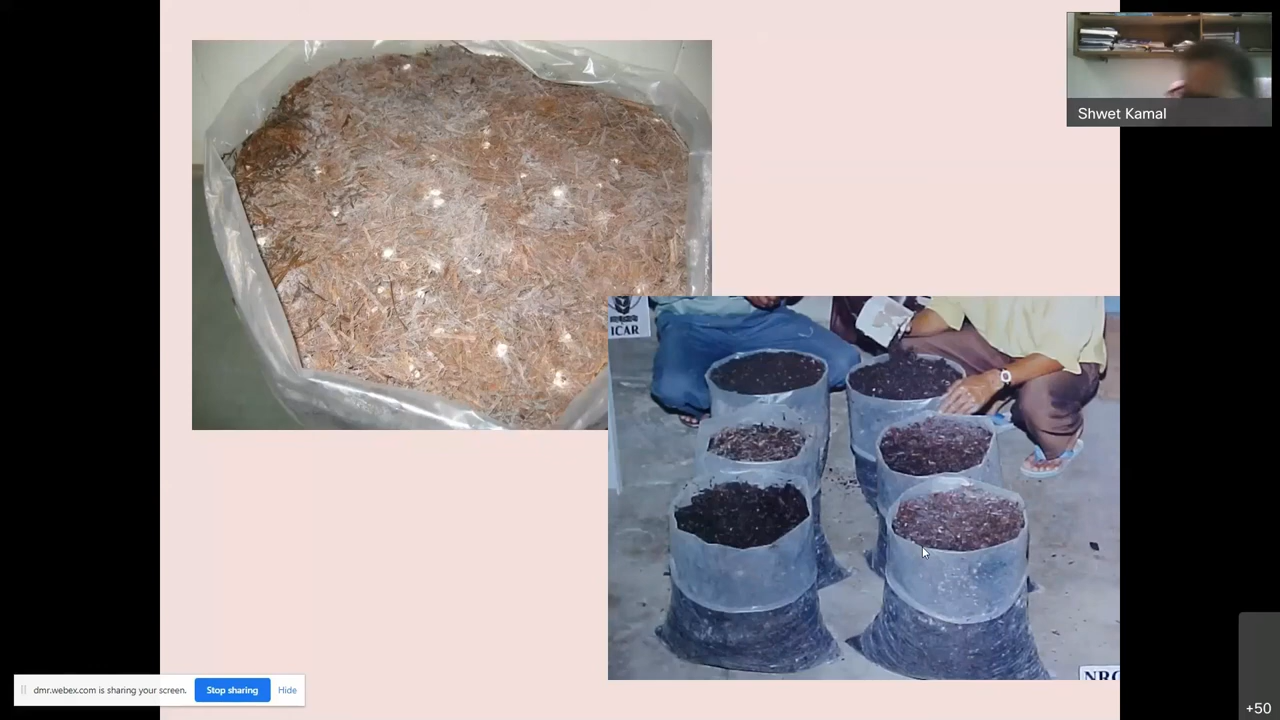 Shwet Kamal
ICAR
NRC
dmr.webex.com is sharing your screen.
Stop sharing
Hide
+50